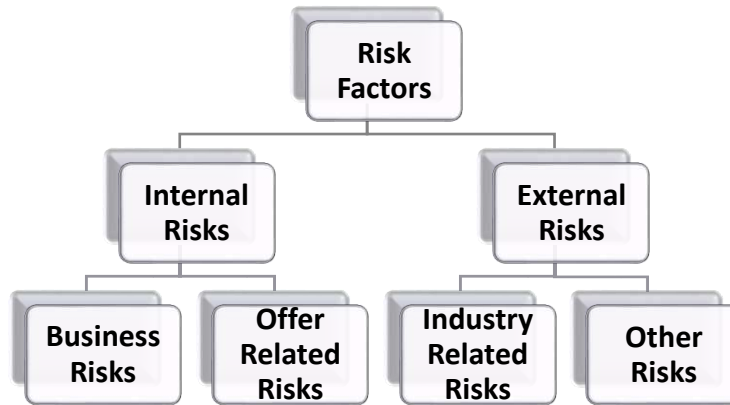 Risk
Factors
Internal
Risks
External
Risks
Business
Risks
Offer
Related
Risks
Industry
Related
Risks
Other
Risks